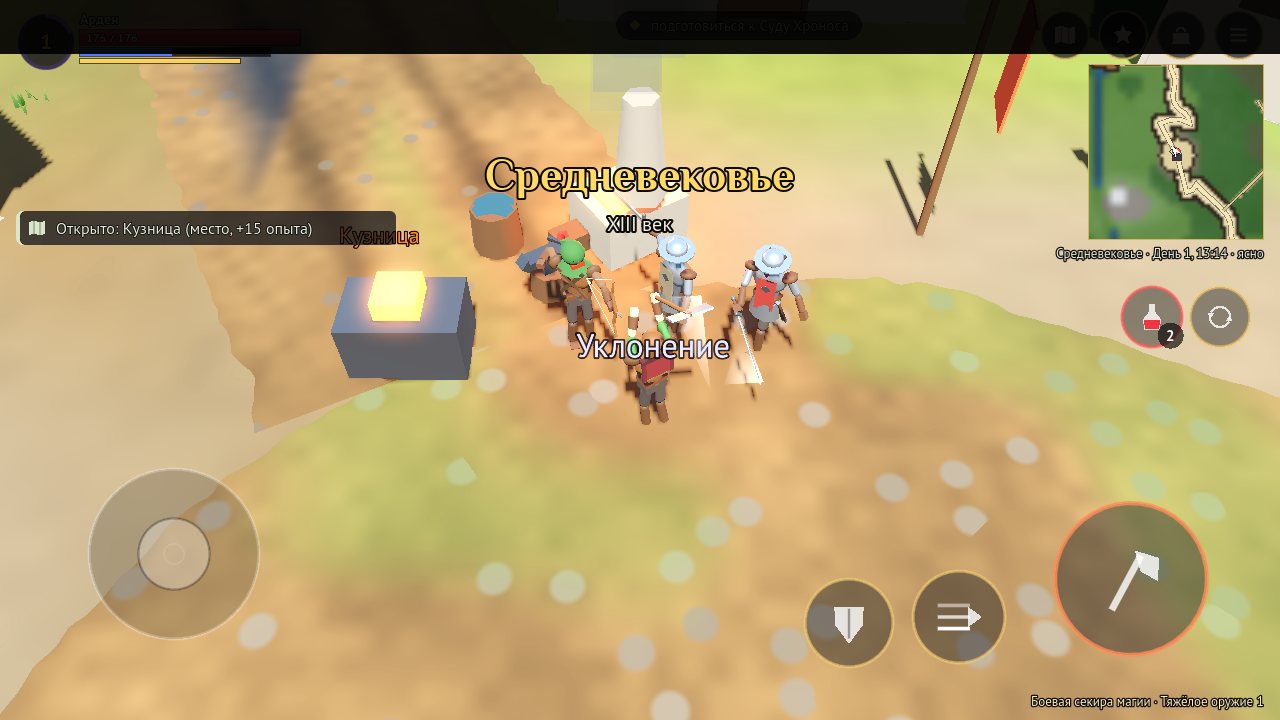 Арден
1
176 / 176
подготовиться к Суду Хроноса
Средневековье
XIII век
Открыто: Кузница (место, +15 опыта)
Кузница
Средневековье · День 1, 13:14 · ясно
2
Уклонение
Боевая секира магии · Тяжёлое оружие 1